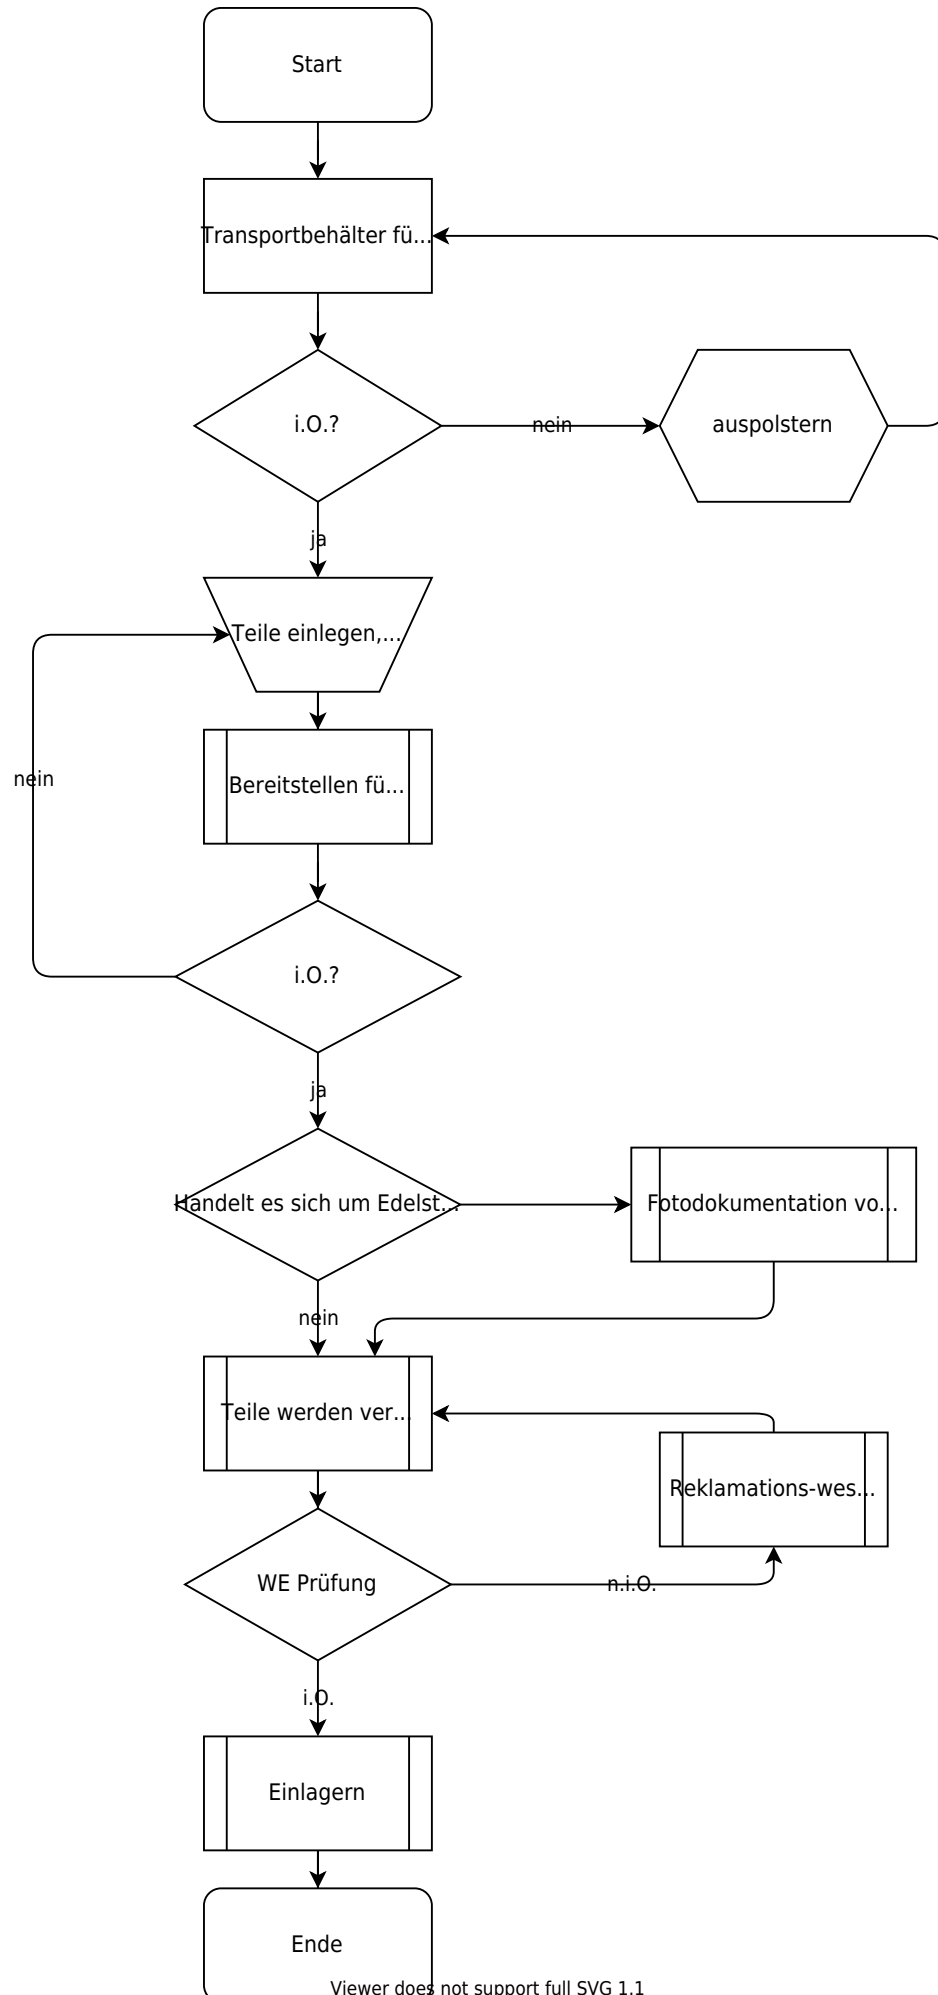 Start
Transportbehälter fü...
i.O.?
nein
auspolstern
ja
Teile einlegen,...
Bereitstellen fü...
nein
i.O.?
ja
Handelt es sich um Edelst...
Fotodokumentation vo...
nein
Teile werden ver...
Reklamations-wes...
WE Prüfung
n.i.O.
i.O.
Einlagern
Ende
Viewer does not support full SVG 1.1